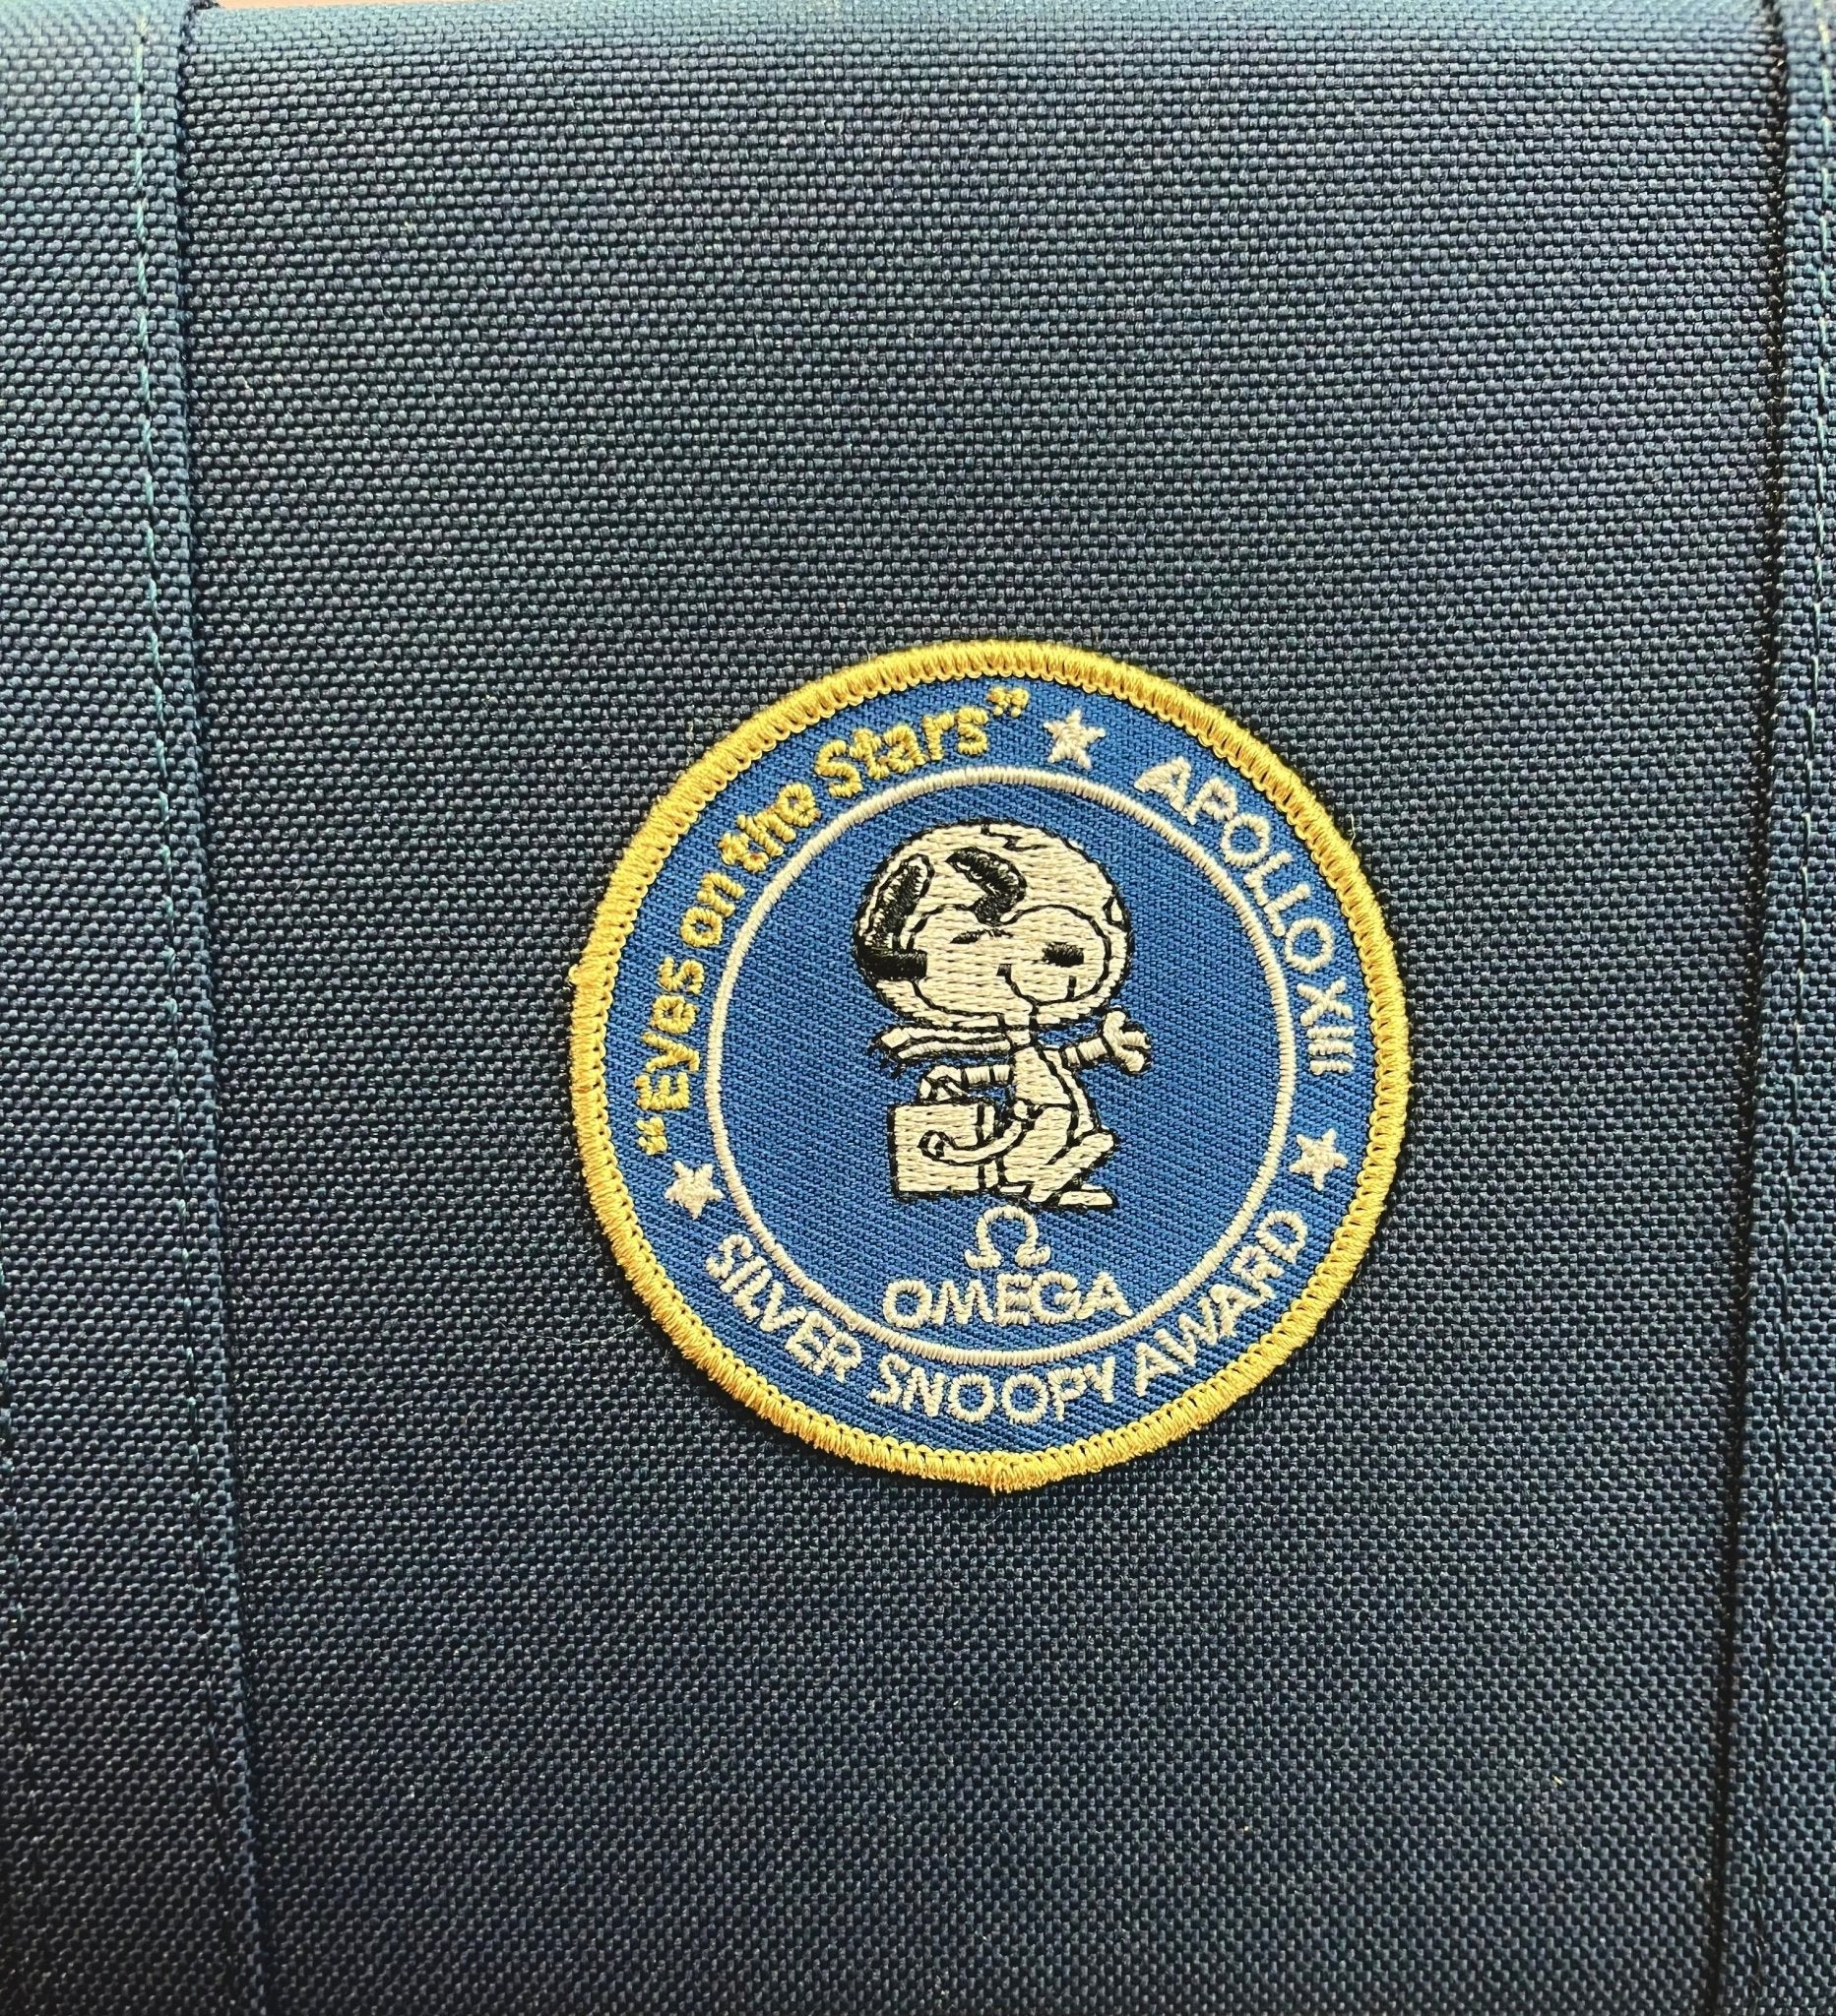 "Eyes on the Stars"
APOLLO XIII
SILVER SNOOPY AWARD
Ω
OMEGA